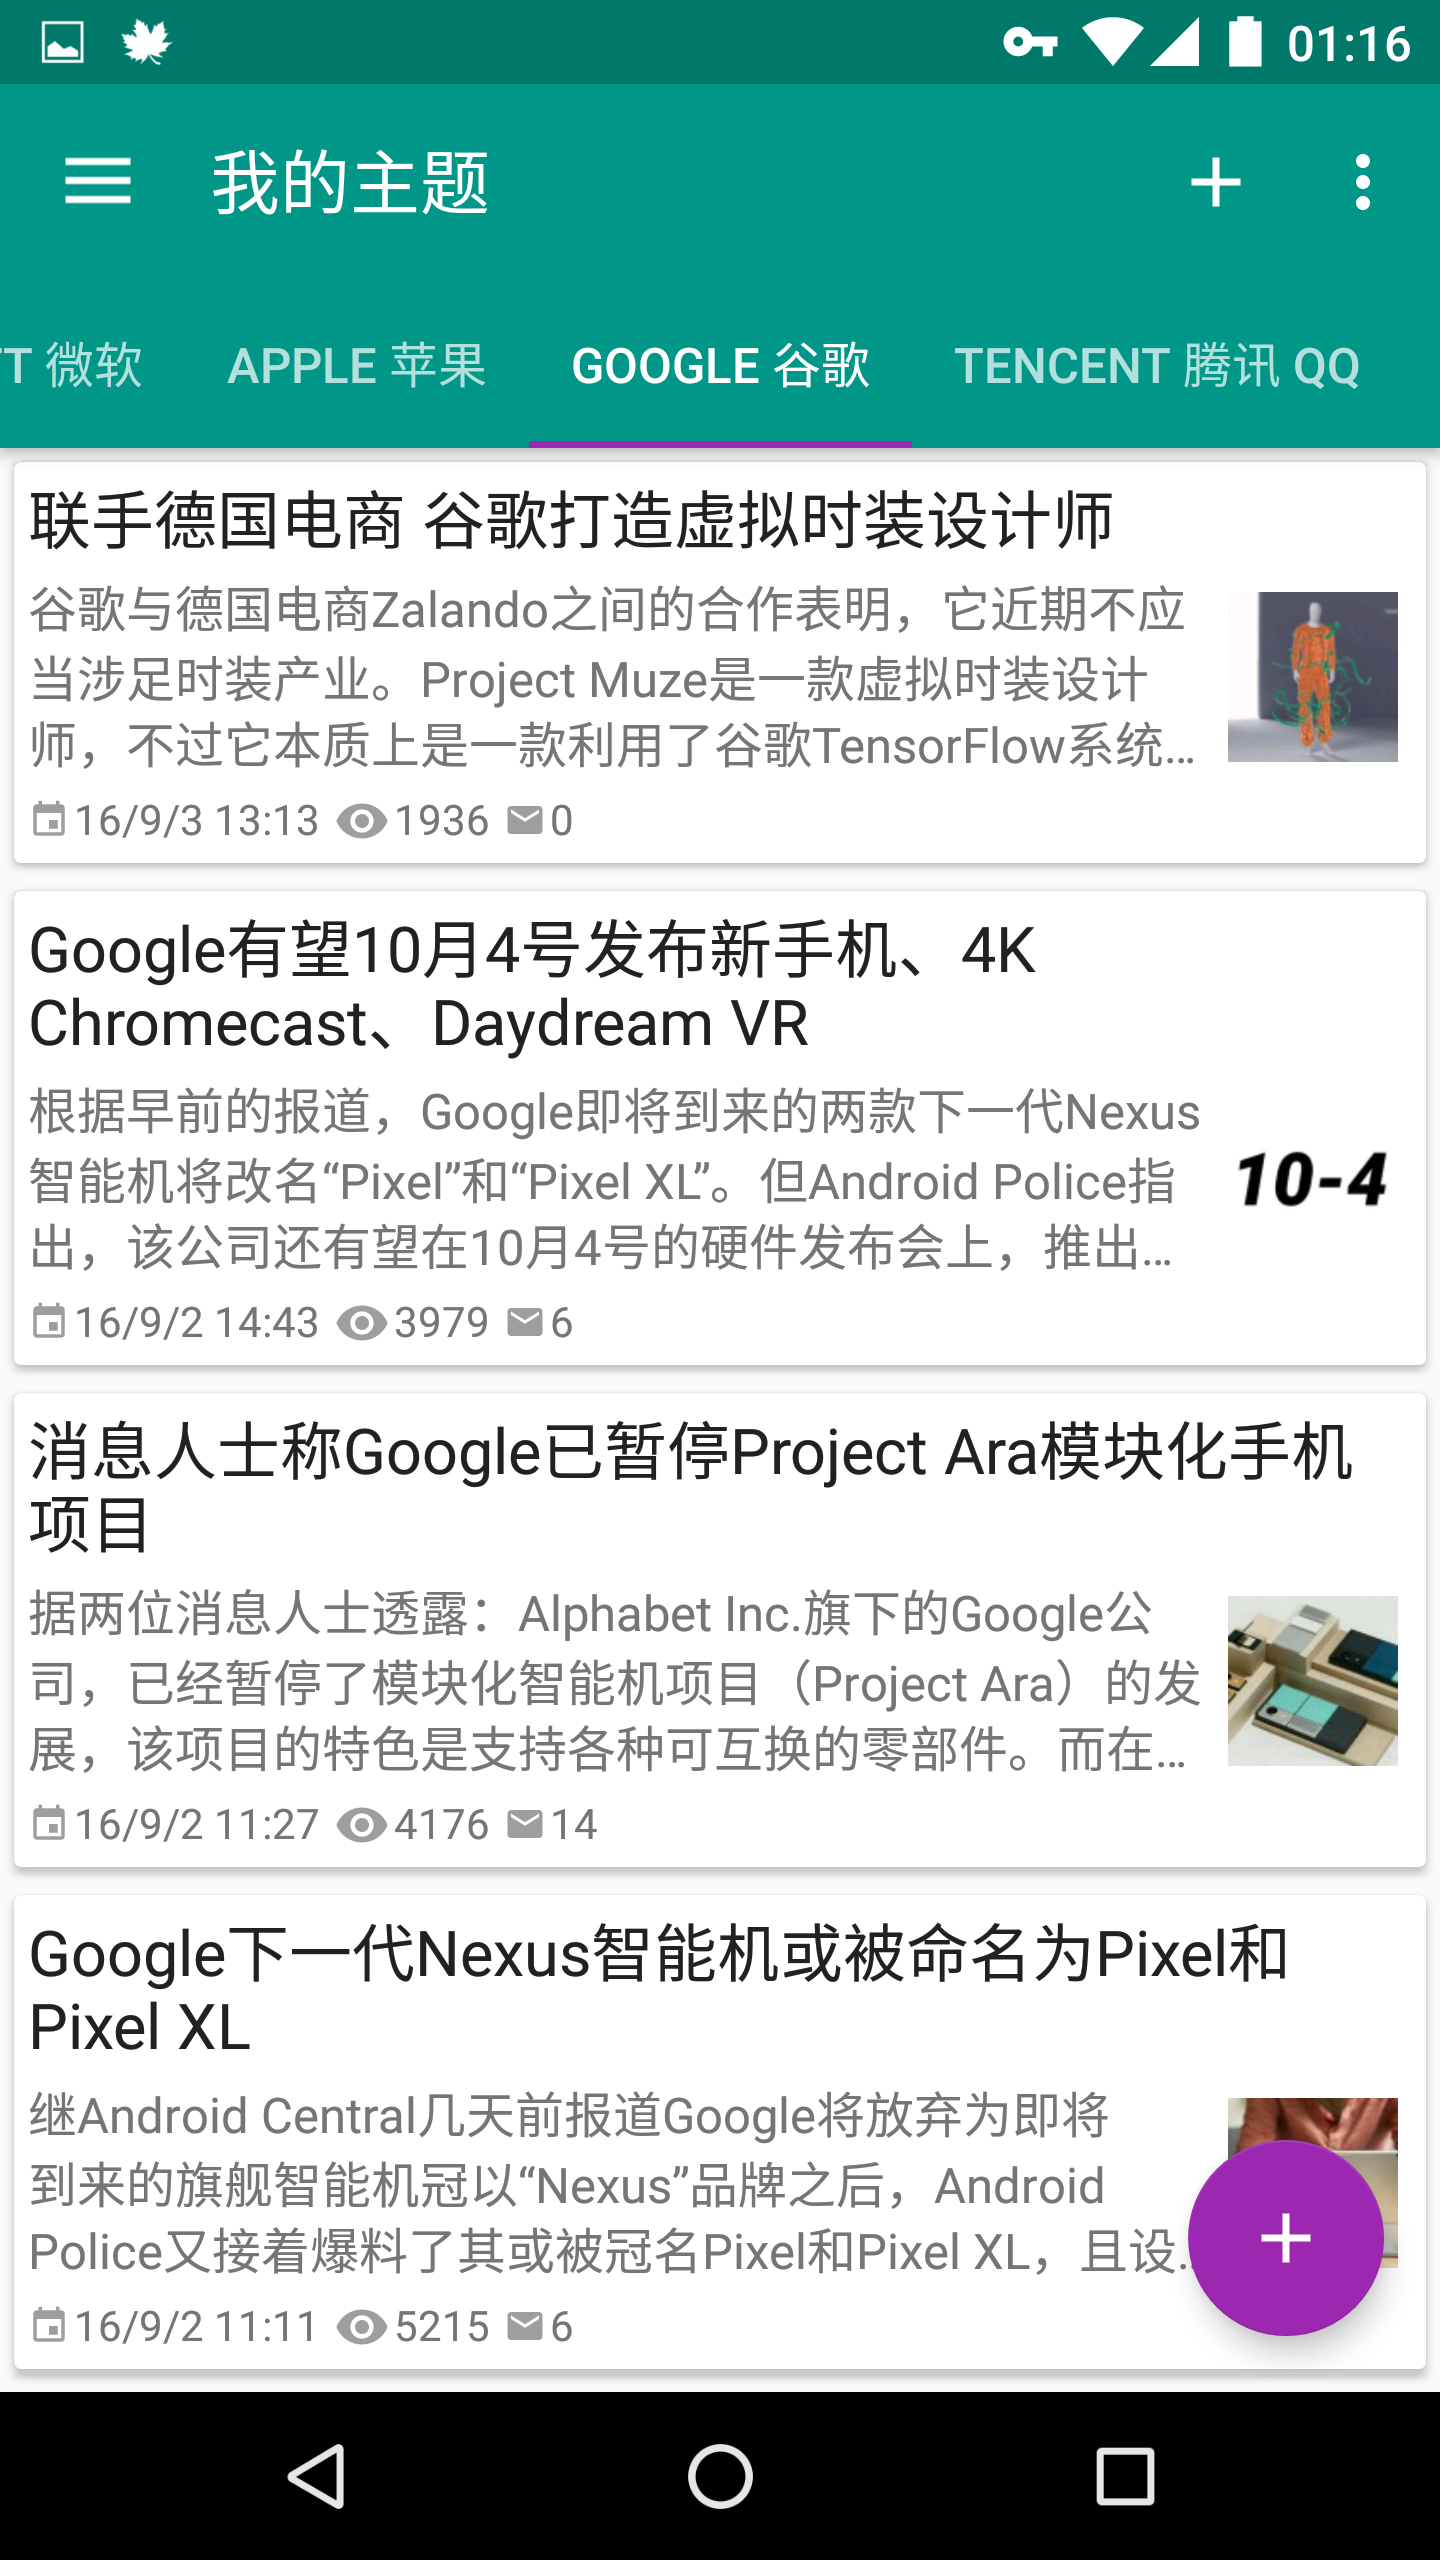 01:16
我的主题
T 微软 APPLE 苹果 GOOGLE 谷歌 TENCENT 腾讯 QQ
联手德国电商 谷歌打造虚拟时装设计师
谷歌与德国电商Zalando之间的合作表明，它近期不应
当涉足时装产业。Project Muze是一款虚拟时装设计
师，不过它本质上是一款利用了谷歌TensorFlow系统…
16/9/3 13:13 1936 0
Google有望10月4号发布新手机、4K
Chromecast、Daydream VR
根据早前的报道，Google即将到来的两款下一代Nexus
智能机将改名“Pixel”和“Pixel XL”。但Android Police指
出，该公司还有望在10月4号的硬件发布会上，推出…
10-4
16/9/2 14:43 3979 6
消息人士称Google已暂停Project Ara模块化手机
项目
据两位消息人士透露：Alphabet Inc.旗下的Google公
司，已经暂停了模块化智能机项目（Project Ara）的发
展，该项目的特色是支持各种可互换的零部件。而在…
16/9/2 11:27 4176 14
Google下一代Nexus智能机或被命名为Pixel和
Pixel XL
继Android Central几天前报道Google将放弃为即将
到来的旗舰智能机冠以“Nexus”品牌之后，Android
Police又接着爆料了其或被冠名Pixel和Pixel XL，且设…
16/9/2 11:11 5215 6